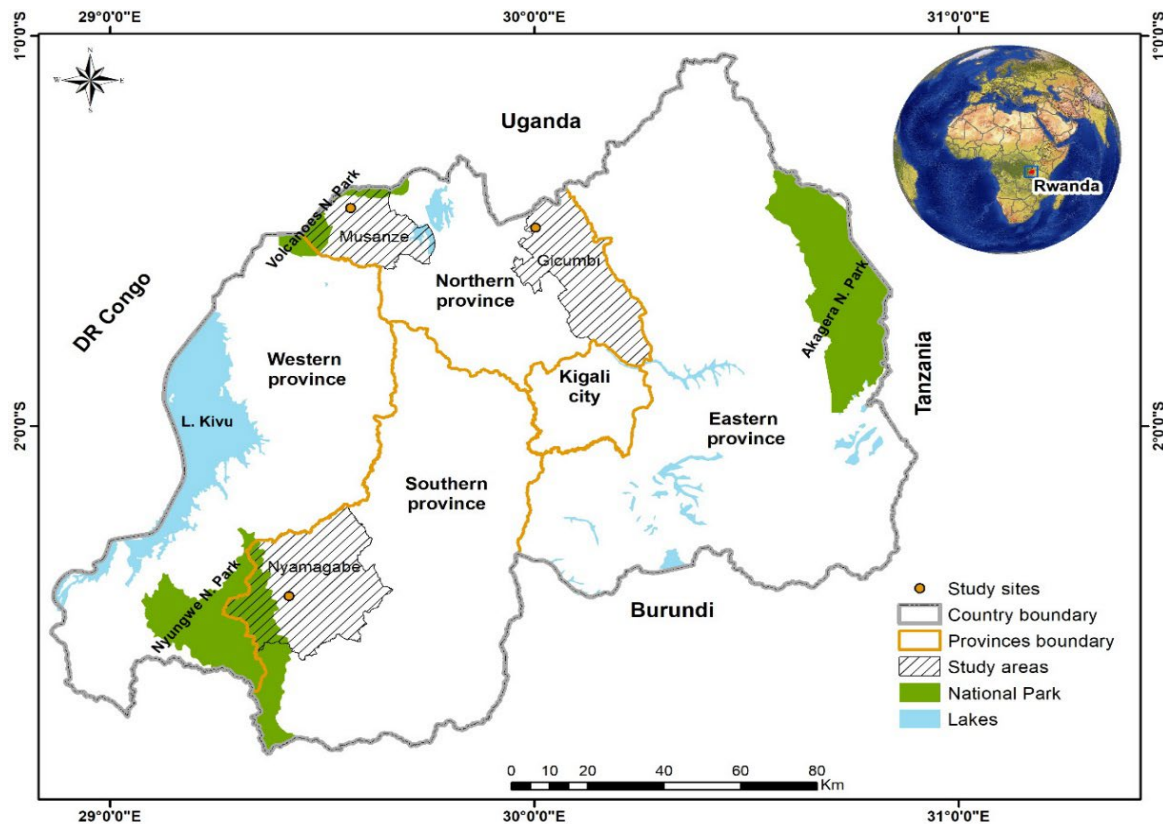 29°0'0"E
30°0'0"E
31°0'0"E
1°0'0"S
1°0'0"S
N
W
E
S
Uganda
Rwanda
Volcanoes N. Park
Musanze
Gicumbi
Northern
province
Akagera N. Park
DR Congo
Western
province
Kigali
city
Tanzania
L. Kivu
Eastern
province
2°0'0"S
2°0'0"S
Southern
province
Nyamagabe
Nyungwe N. Park
Burundi
Study sites
Country boundary
Provinces boundary
Study areas
National Park
Lakes
0 10 20 40 60 80
Km
29°0'0"E
30°0'0"E
31°0'0"E